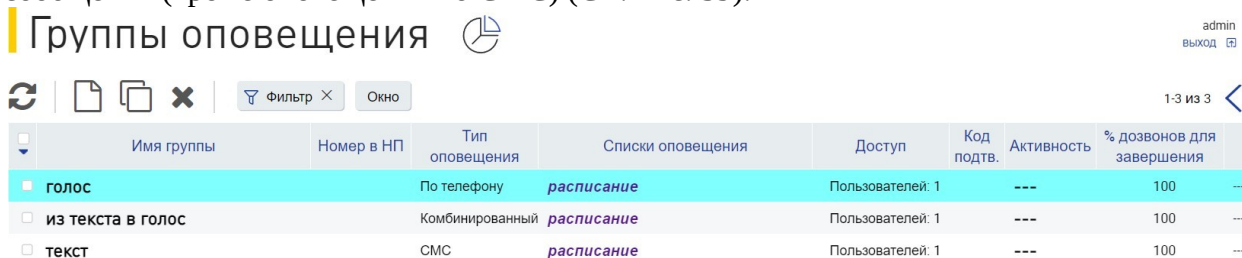 Группы оповещения
admin
выход
Фильтр × Окно 1-3 из 3
Имя группы Номер в НП Тип оповещения Списки оповещения Доступ Код подтв. Активность % дозвонов для завершения
голос По телефону расписание Пользователей: 1 --- 100
из текста в голос Комбинированный расписание Пользователей: 1 --- 100
текст СМС расписание Пользователей: 1 --- 100